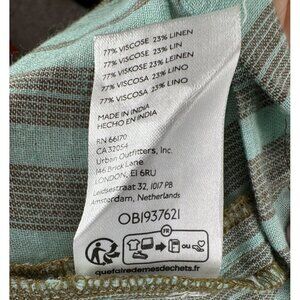 77% VISCOSE 23% LINEN
77% VISCOSE 23% LIN
77% VISKOSE 23% LEINEN
77% VISCOSA 23% LINO
77% VISCOSA 23% LINO
MADE IN INDIA
HECHO EN INDIA
RN 66170
CA 32054
Urban Outfitters, Inc.
146 Brick Lane
LONDON, E1 6RU
Leidsestraat 32, 1017 PB
Amsterdam, Netherlands
OB1937621
FR
quefairedemesdechets.fr